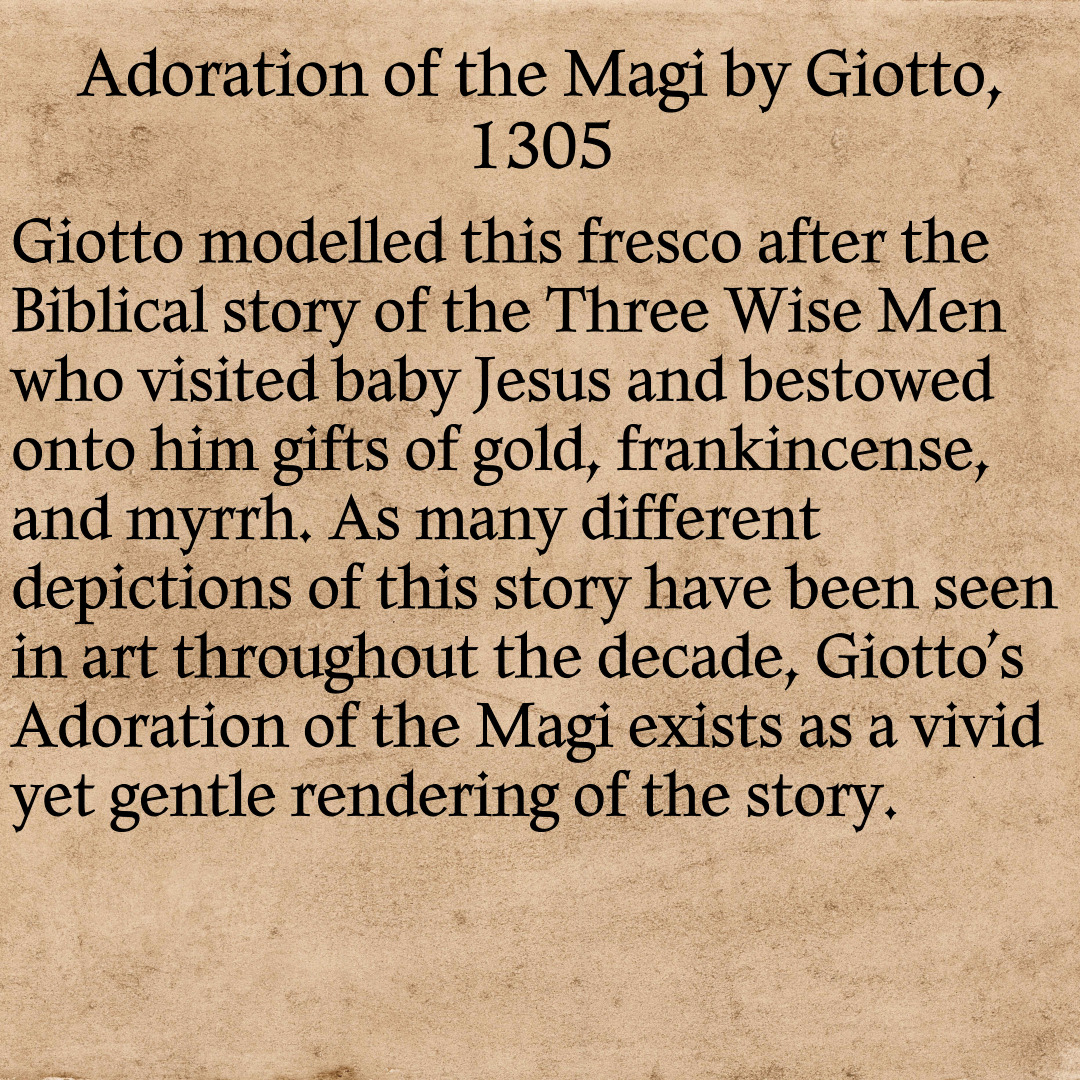 Adoration of the Magi by Giotto,
1305
Giotto modelled this fresco after the
Biblical story of the Three Wise Men
who visited baby Jesus and bestowed
onto him gifts of gold, frankincense,
and myrrh. As many different
depictions of this story have been seen
in art throughout the decade, Giotto’s
Adoration of the Magi exists as a vivid
yet gentle rendering of the story.